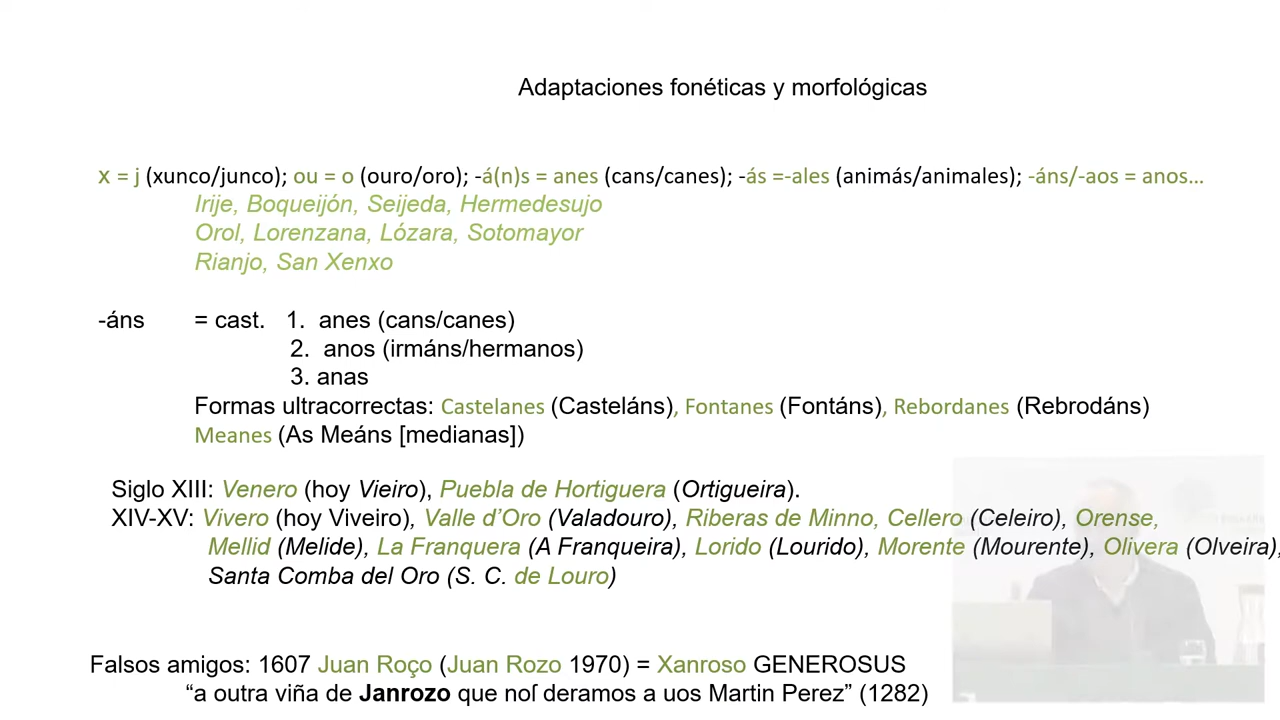 Adaptaciones fonéticas y morfológicas
x = j (xunco/junco); ou = o (ouro/oro); -á(n)s = anes (cans/canes); -ás =-ales (animás/animales); -áns/-aos = anos...
Irije, Boqueijón, Seijeda, Hermedesujo
Orol, Lorenzana, Lózara, Sotomayor
Rianjo, San Xenxo
-áns = cast. 1. anes (cans/canes)
2. anos (irmáns/hermanos)
3. anas
Formas ultracorrectas: Castelanes (Casteláns), Fontanes (Fontáns), Rebordanes (Rebrodáns)
Meanes (As Meáns [medianas])
Siglo XIII: Venero (hoy Vieiro), Puebla de Hortiguera (Ortigueira).
XIV-XV: Vivero (hoy Viveiro), Valle d’Oro (Valadouro), Riberas de Minno, Cellero (Celeiro), Orense,
Mellid (Melide), La Franquera (A Franqueira), Lorido (Lourido), Morente (Mourente), Olivera (Olveira),
Santa Comba del Oro (S. C. de Louro)
Falsos amigos: 1607 Juan Roço (Juan Rozo 1970) = Xanroso GENEROSUS
“a outra viña de Janrozo que noſ deramos a uos Martin Perez” (1282)